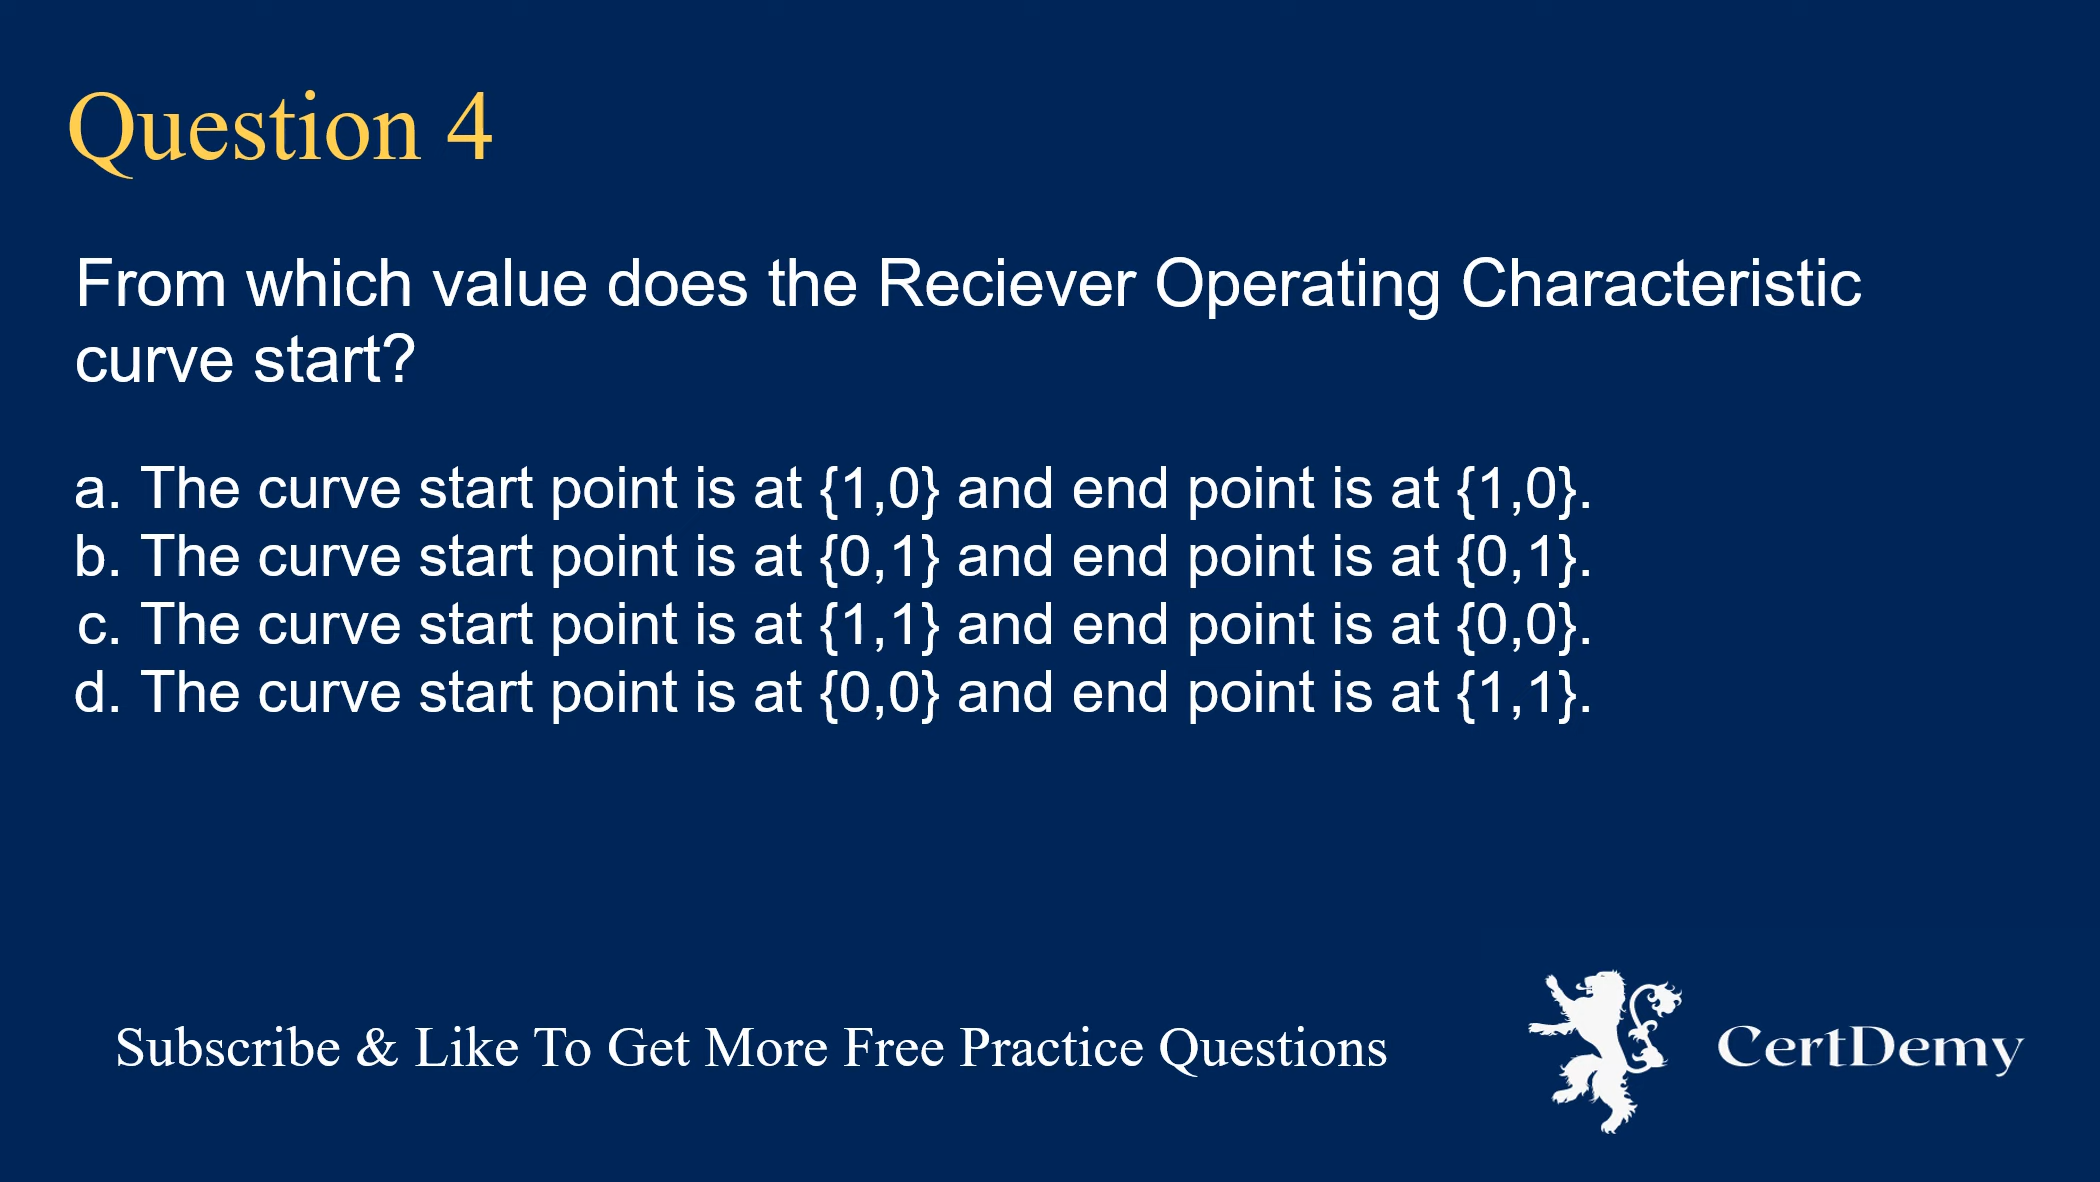 Question 4
From which value does the Reciever Operating Characteristic
curve start?
a. The curve start point is at {1,0} and end point is at {1,0}.
b. The curve start point is at {0,1} and end point is at {0,1}.
c. The curve start point is at {1,1} and end point is at {0,0}.
d. The curve start point is at {0,0} and end point is at {1,1}.
Subscribe & Like To Get More Free Practice Questions
CertDemy